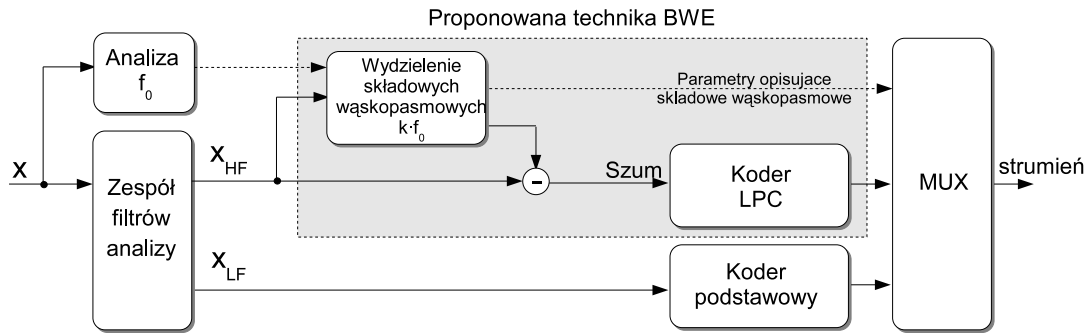 Proponowana technika BWE
Analiza
f0
Wydzielenie
składowych
wąskopasmowych
k·f0
Parametry opisujace
składowe wąskopasmowe
x
Zespół
filtrów
analizy
xHF
-
Szum
Koder
LPC
MUX
strumień
xLF
Koder
podstawowy